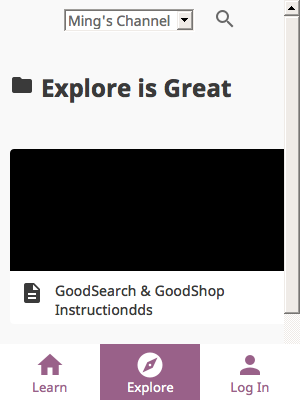 Ming's Channel
Explore is Great
GoodSearch & GoodShop
Instructiondds
Learn
Explore
Log In